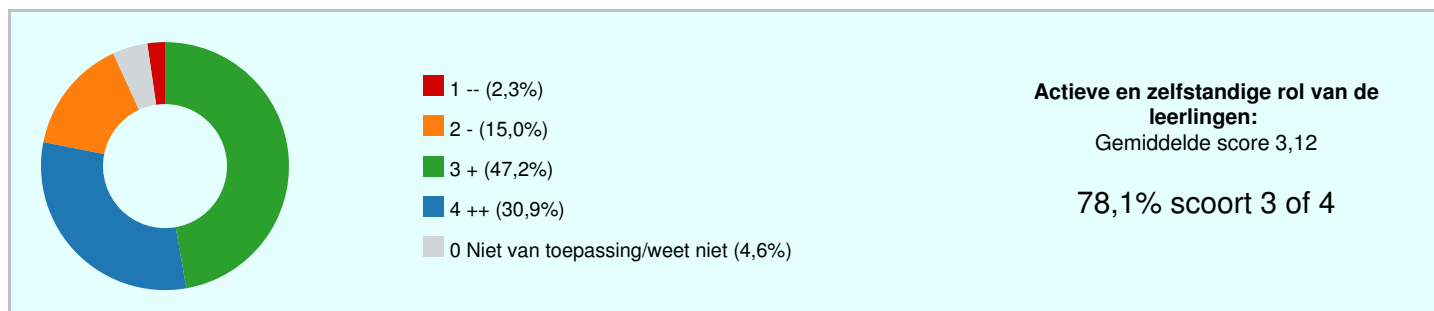 1 -- (2,3%)
2 - (15,0%)
3 + (47,2%)
4 ++ (30,9%)
0 Niet van toepassing/weet niet (4,6%)
Actieve en zelfstandige rol van de
leerlingen:
Gemiddelde score 3,12
78,1% scoort 3 of 4